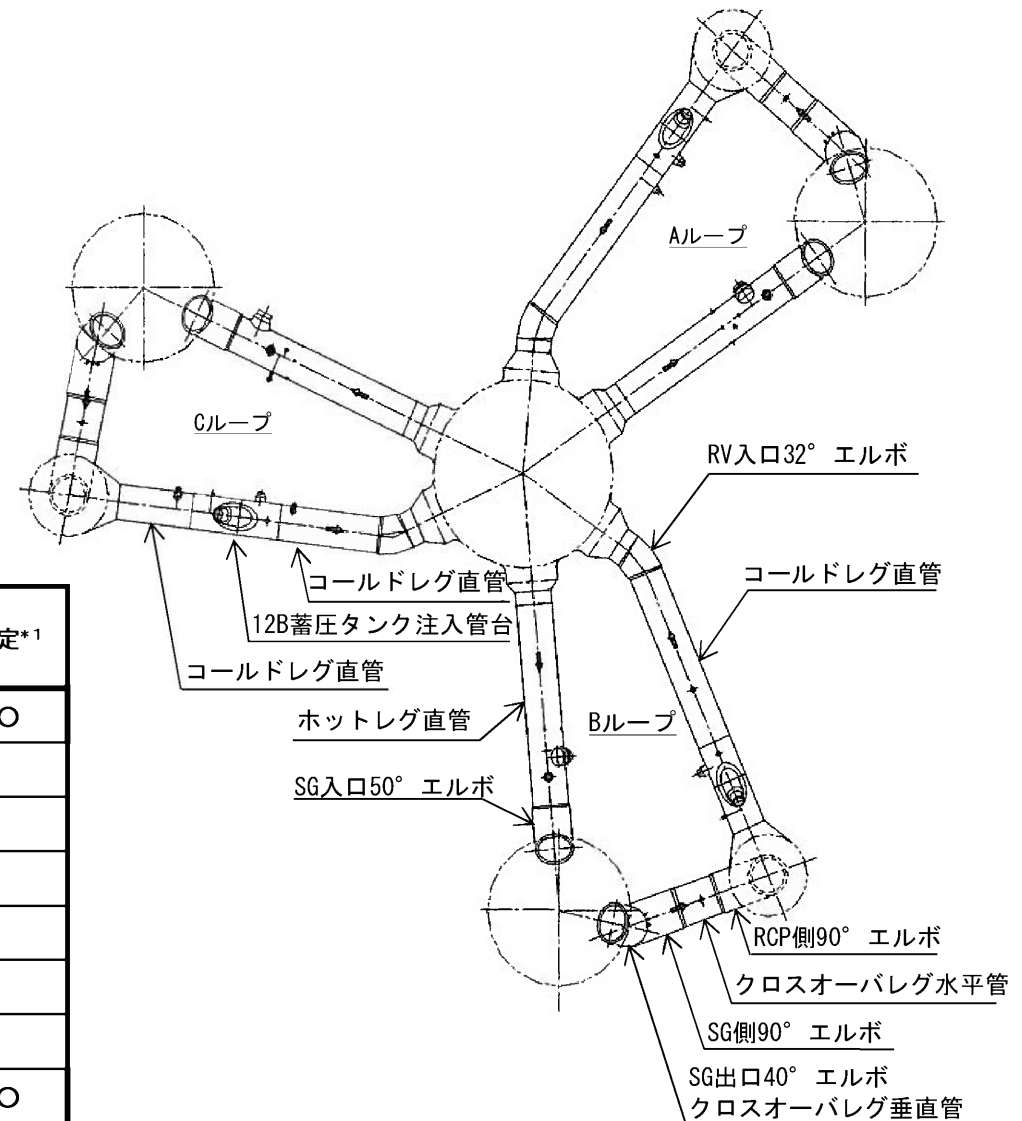 Aループ
Cループ
RV入口32° エルボ
コールドレグ直管
コールドレグ直管
12B蓄圧タンク注入管台
コールドレグ直管
ホットレグ直管
Bループ
SG入口50° エルボ
RCP側90° エルボ
クロスオーバレグ水平管
SG側90° エルボ
SG出口40° エルボ
クロスオーバレグ垂直管
定*1
○
○